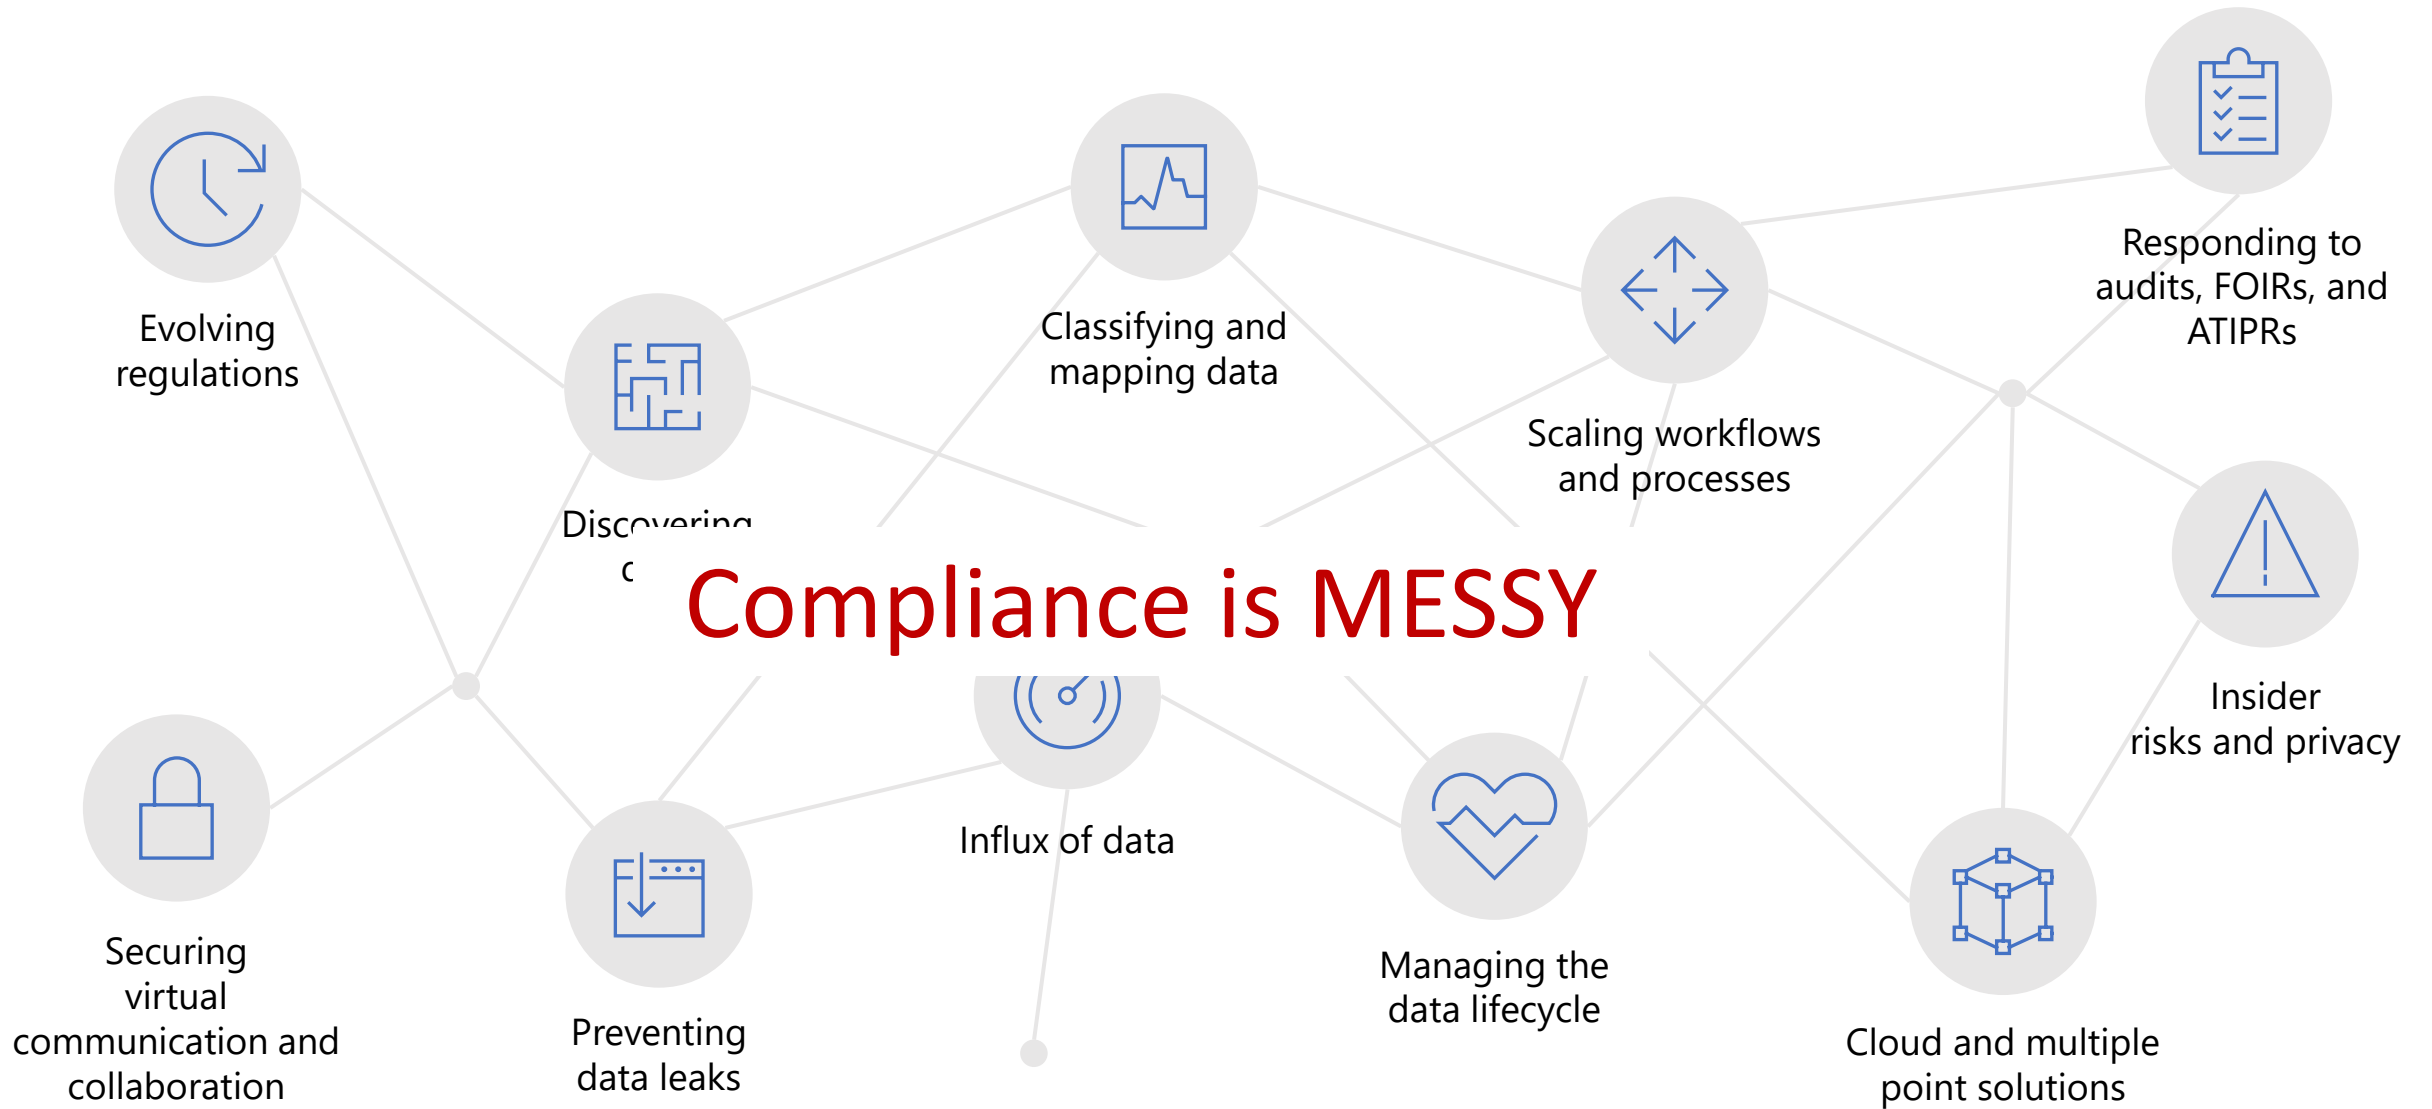 Evolving
regulations
Discovering
Classifying and
mapping data
Scaling workflows
and processes
Responding to
audits, FOIRs, and
ATIPRs
Compliance is MESSY
Insider
risks and privacy
Securing
virtual
communication and
collaboration
Preventing
data leaks
Influx of data
Managing the
data lifecycle
Cloud and multiple
point solutions